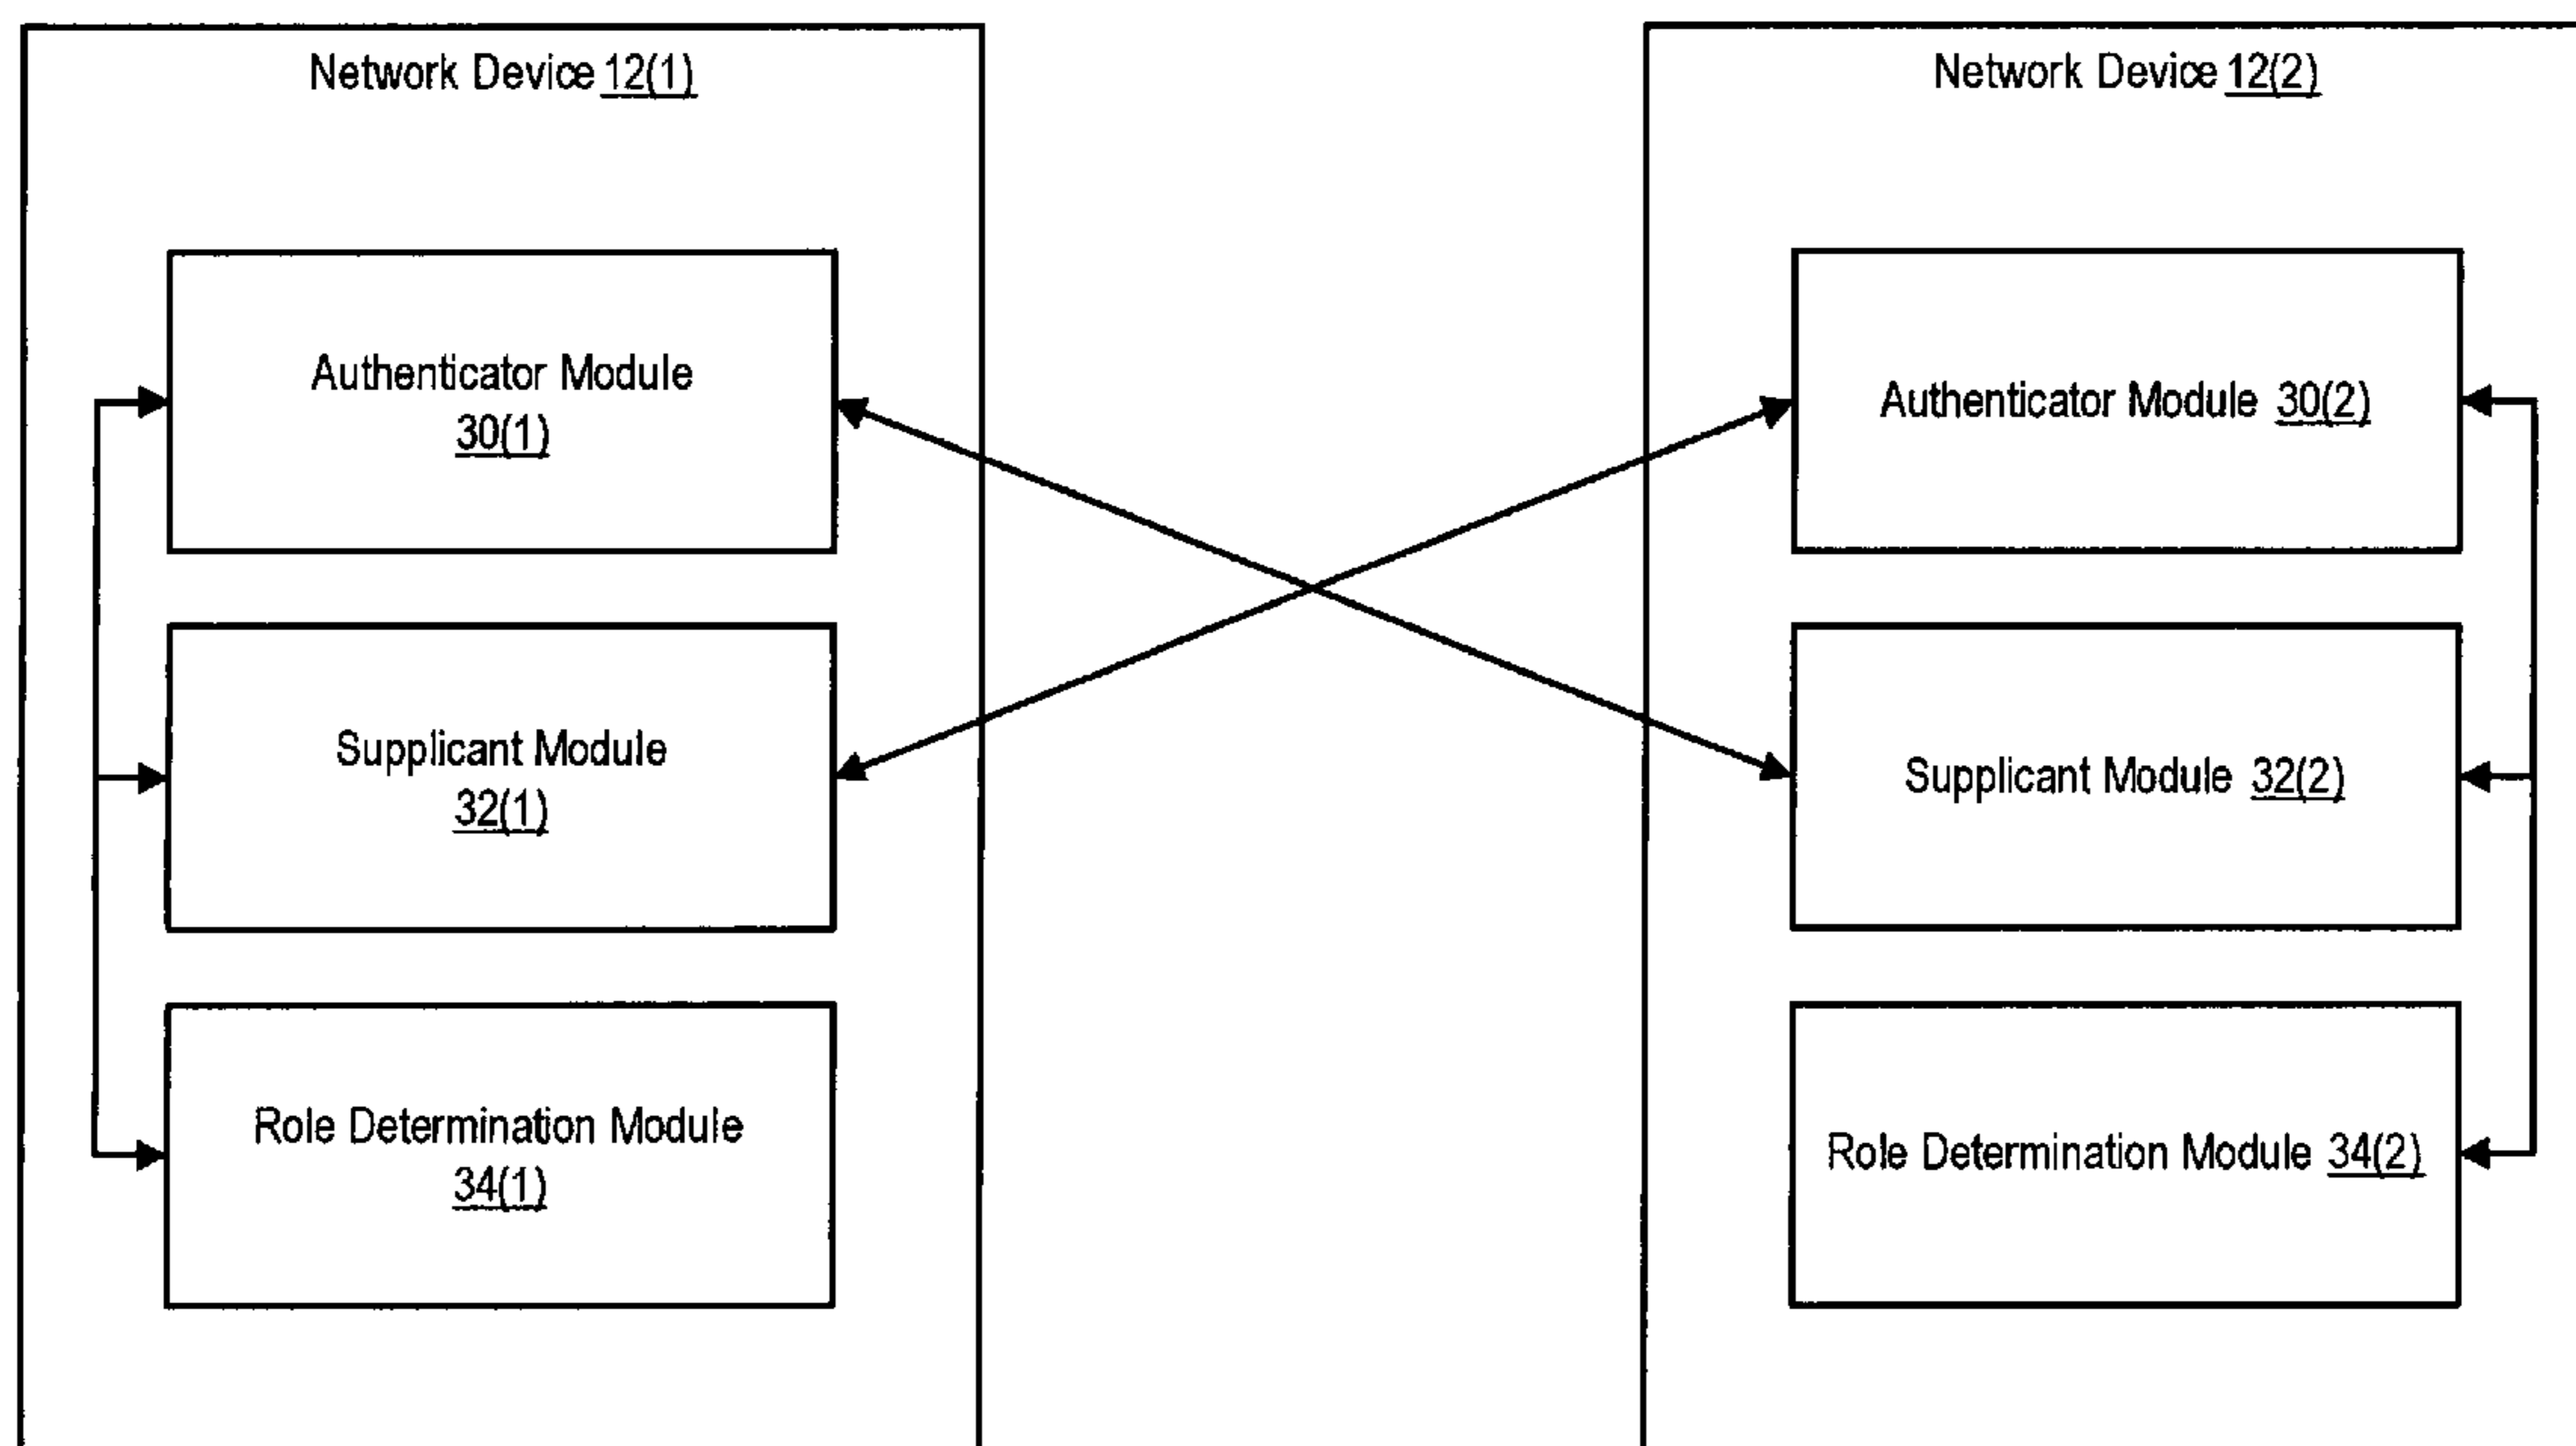 Network Device 12(1)
Authenticator Module
30(1)
Supplicant Module
32(1)
Role Determination Module
34(1)
Network Device 12(2)
Authenticator Module 30(2)
Supplicant Module 32(2)
Role Determination Module 34(2)